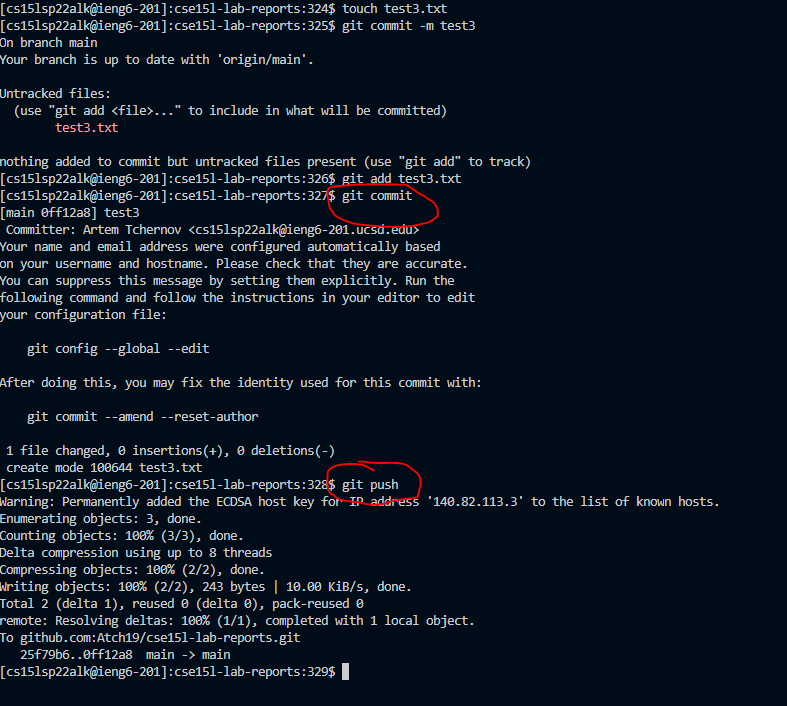 [cs15lsp22alk@ieng6-201]:cse15l-lab-reports:324$ touch test3.txt
[cs15lsp22alk@ieng6-201]:cse15l-lab-reports:325$ git commit -m test3
On branch main
Your branch is up to date with 'origin/main'.
Untracked files:
(use "git add <file>..." to include in what will be committed)
test3.txt
nothing added to commit but untracked files present (use "git add" to track)
[cs15lsp22alk@ieng6-201]:cse15l-lab-reports:326$ git add test3.txt
[cs15lsp22alk@ieng6-201]:cse15l-lab-reports:327$ git commit
[main 0ff12a8] test3
Committer: Artem Tchernov <cs15lsp22alk@ieng6-201.ucsd.edu>
Your name and email address were configured automatically based
on your username and hostname. Please check that they are accurate.
You can suppress this message by setting them explicitly. Run the
following command and follow the instructions in your editor to edit
your configuration file:
git config --global --edit
After doing this, you may fix the identity used for this commit with:
git commit --amend --reset-author
1 file changed, 0 insertions(+), 0 deletions(-)
create mode 100644 test3.txt
[cs15lsp22alk@ieng6-201]:cse15l-lab-reports:328$ git push
Warning: Permanently added the ECDSA host key for IP address '140.82.113.3' to the list of known hosts.
Enumerating objects: 3, done.
Counting objects: 100% (3/3), done.
Delta compression using up to 8 threads
Compressing objects: 100% (2/2), done.
Writing objects: 100% (2/2), 243 bytes | 10.00 KiB/s, done.
Total 2 (delta 1), reused 0 (delta 0), pack-reused 0
remote: Resolving deltas: 100% (1/1), completed with 1 local object.
To github.com:Atch19/cse15l-lab-reports.git
25f79b6..0ff12a8 main -> main
[cs15lsp22alk@ieng6-201]:cse15l-lab-reports:329$